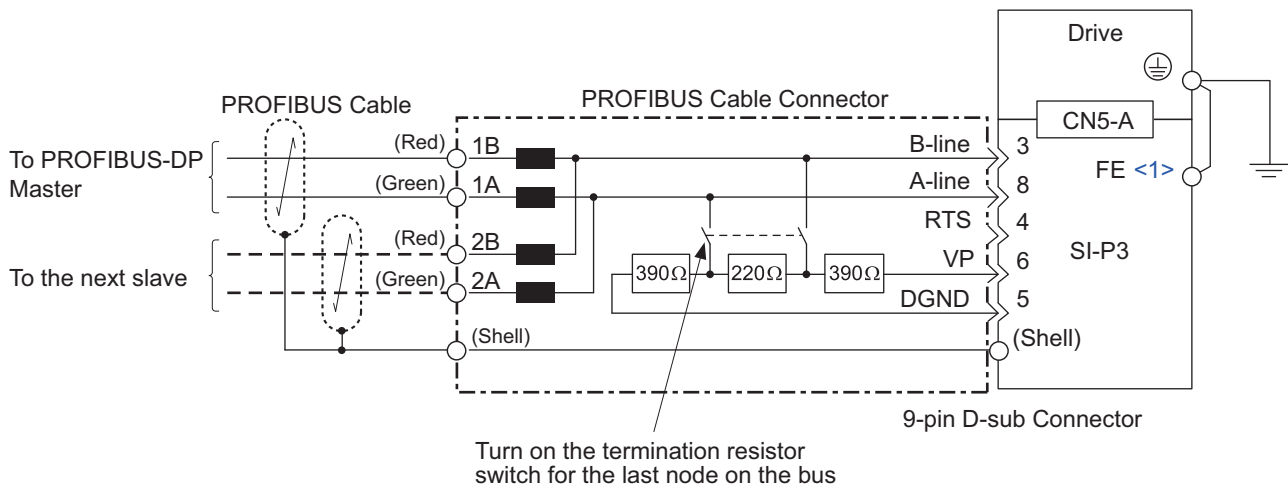 Drive
PROFIBUS Cable
PROFIBUS Cable Connector
CN5-A
To PROFIBUS-DP
Master
(Red)
1B
B-line
3
(Green)
1A
A-line
8
FE <1>
RTS
4
(Red)
2B
VP
6
SI-P3
To the next slave
(Green)
2A
390Ω
220Ω
390Ω
DGND
5
(Shell)
(Shell)
9-pin D-sub Connector
Turn on the termination resistor
switch for the last node on the bus